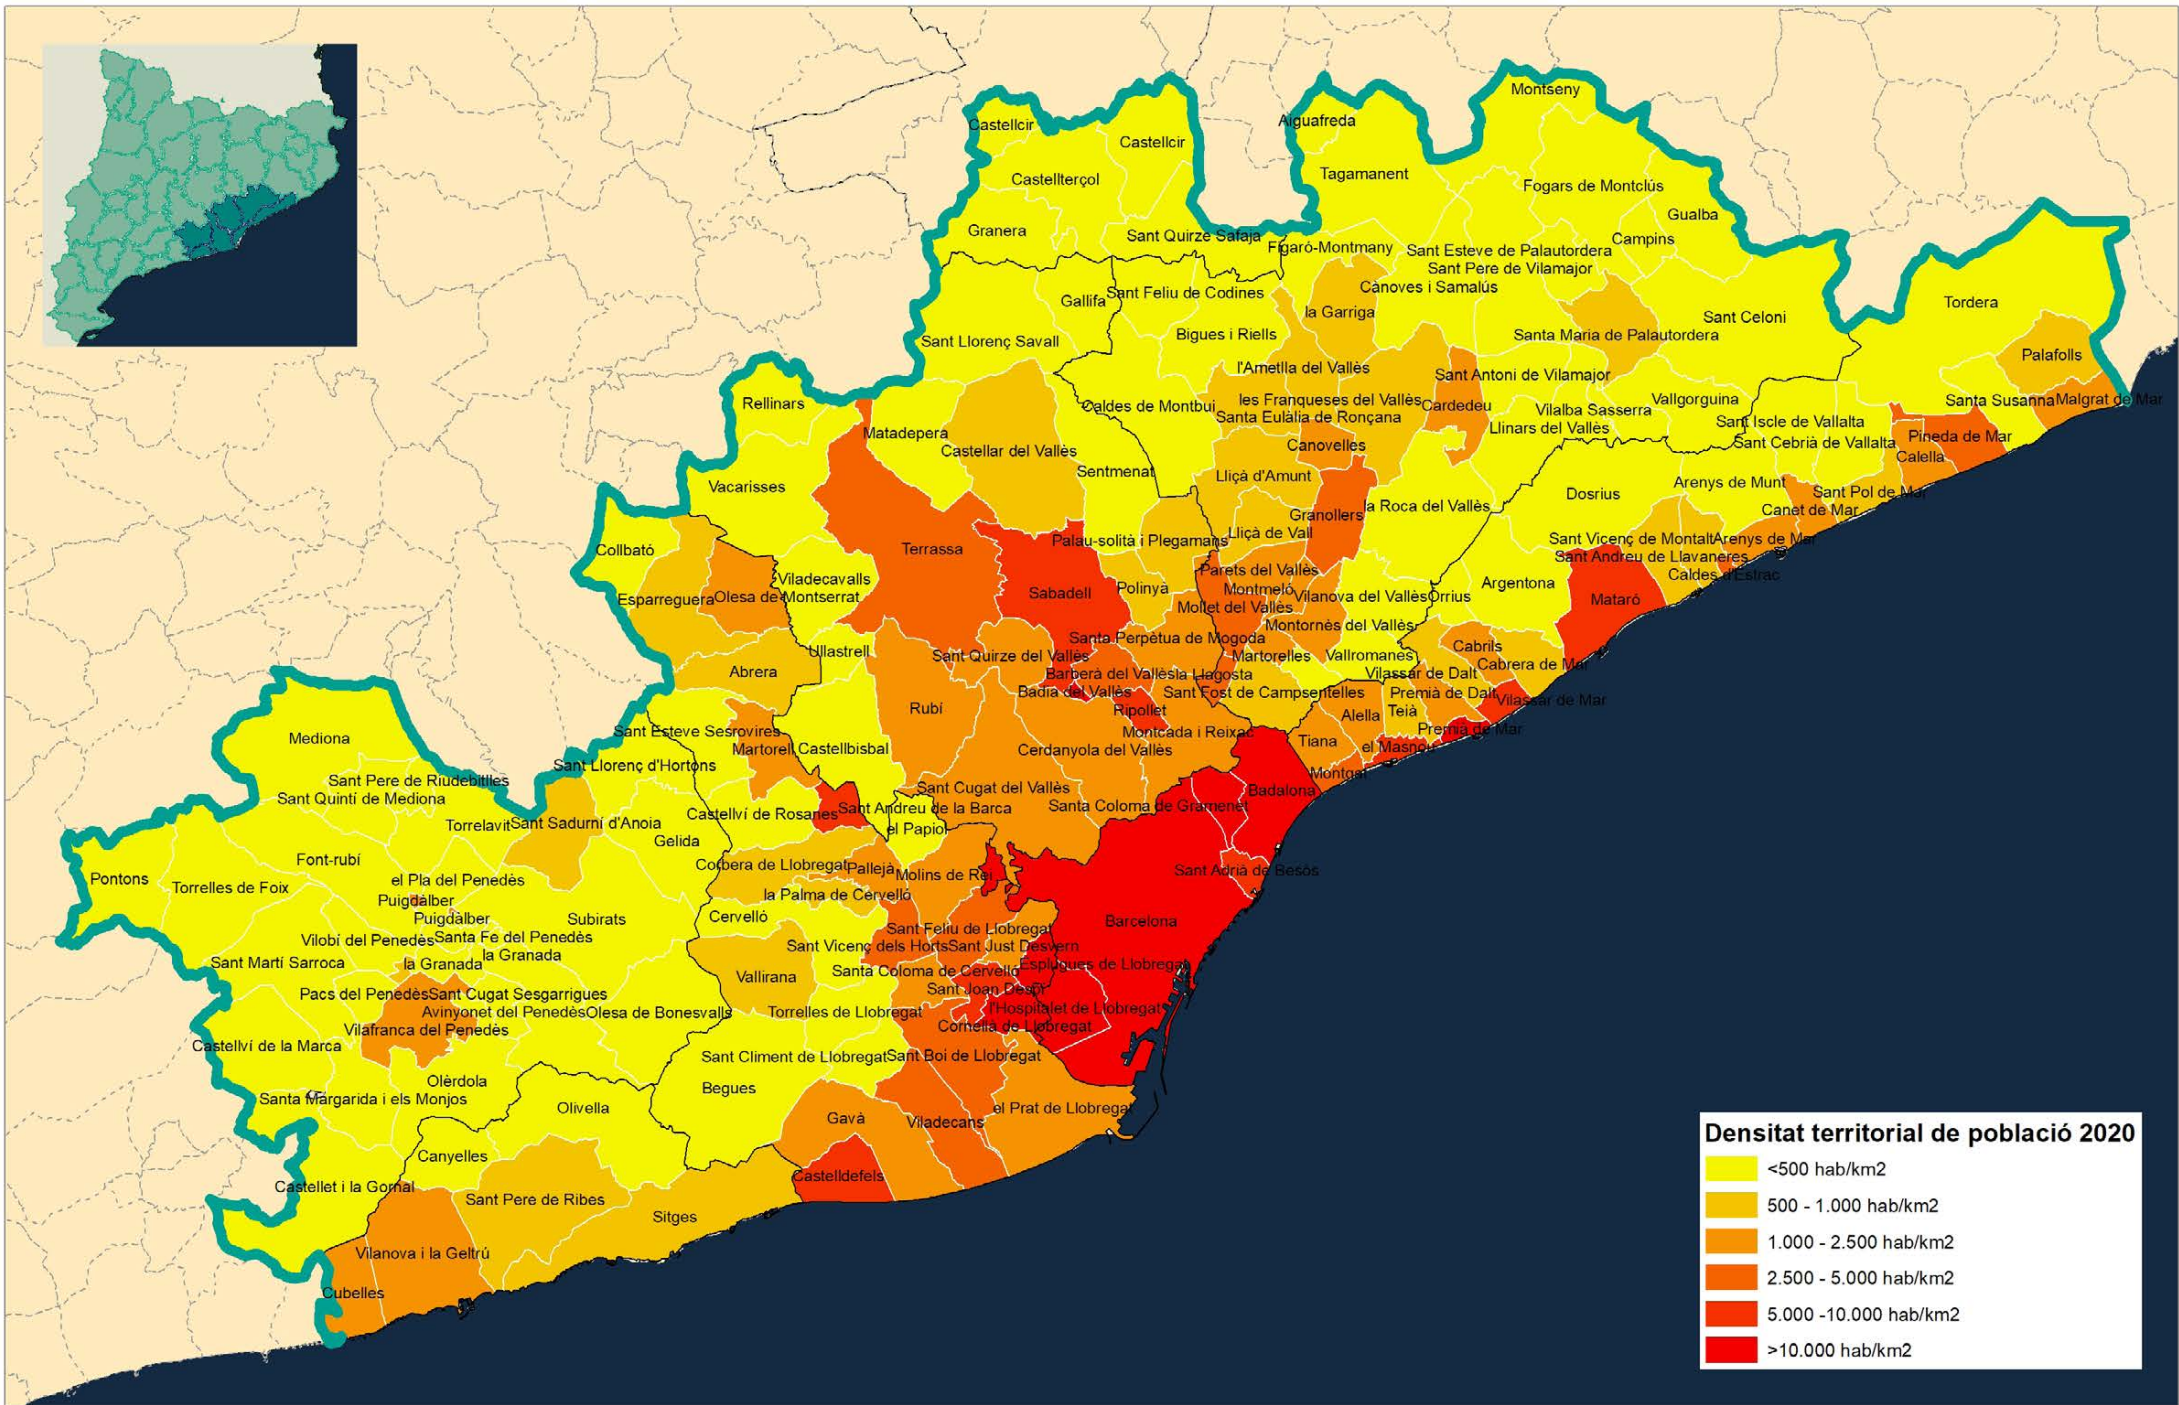 Montseny
Aiguafreda
Castellcir
Castellcir
Tagamanent
Castellterçol
Fogars de Montclús
Gualba
Granera
Sant Quirze Safaja
Campins
Figaró-Montmany
Sant Esteve de Palautordera
Sant Pere de Vilamajor
Cànoves i Samalús
Sant Feliu de Codines
Gallifa
Tordera
la Garriga
Sant Celoni
Bigues i Riells
Santa Maria de Palautordera
Sant Llorenç Savall
Palafolls
l'Ametlla del Vallès
Sant Antoni de Vilamajor
les Franqueses del Vallès
Vallgorguina
Santa Susanna
Malgrat de Mar
Rellinars
Caldes de Montbui
Cardedeu
Vilalba Sasserra
Santa Eulàlia de Ronçana
Sant Iscle de Vallalta
Llinars del Vallès
Matadepera
Pineda de Mar
Sant Cebrià de Vallalta
Canovelles
Castellar del Vallès
Calella
Sentmenat
Lliçà d'Amunt
Arenys de Munt
Vacarisses
Dosrius
Sant Pol de Mar
la Roca del Vallès
Canet de Mar
Granollers
Lliçà de Vall
Sant Vicenç de Montalt
Arenys de Mar
Palau-solità i Plegamans
Terrassa
Collbató
Sant Andreu de Llavaneres
Parets del Vallès
Caldes d'Estrac
Viladecavalls
Argentona
Polinyà
Montmeló
Sabadell
Vilanova del Vallès
Òrrius
Esparreguera
Olesa de Montserrat
Mataró
Mollet del Vallès
Montornès del Vallès
Santa Perpètua de Mogoda
Cabrils
Ullastrell
Sant Quirze del Vallès
Martorelles
Vallromanes
Cabrera de Mar
Abrera
Barberà del Vallès
la Llagosta
Vilassar de Dalt
Badia del Vallès
Sant Fost de Campsentelles
Premià de Dalt
Vilassar de Mar
Rubí
Ripollet
Alella
Teià
Sant Esteve Sesrovires
Montcada i Reixac
Premià de Mar
Mediona
Martorell
Castellbisbal
Cerdanyola del Vallès
Tiana
el Masnou
Sant Llorenç d'Hortons
Montgat
Sant Pere de Riudebitlles
Sant Cugat del Vallès
Badalona
Sant Quintí de Mediona
Santa Coloma de Gramenet
Castellví de Rosanes
Sant Andreu de la Barca
Torrelavit
Sant Sadurní d'Anoia
el Papiol
Gelida
Font-rubí
Corbera de Llobregat
Pallejà
Molins de Rei
Sant Adrià de Besòs
Pontons
Torrelles de Foix
el Pla del Penedès
la Palma de Cervelló
Puigdàlber
Puigdàlber
Subirats
Cervelló
Barcelona
Sant Feliu de Llobregat
Vilobí del Penedès
Santa Fe del Penedès
Sant Vicenç dels Horts
Sant Just Desvern
la Granada
Sant Martí Sarroca
la Granada
Esplugues de Llobregat
Vallirana
Santa Coloma de Cervelló
Sant Joan Despí
Pacs del Penedès
Sant Cugat Sesgarrigues
l'Hospitalet de Llobregat
Avinyonet del Penedès
Olesa de Bonesvalls
Torrelles de Llobregat
Cornellà de Llobregat
Vilafranca del Penedès
Castellví de la Marca
Sant Climent de Llobregat
Sant Boi de Llobregat
Olèrdola
Begues
Santa Margarida i els Monjos
Olivella
el Prat de Llobregat
Gavà
Viladecans
Canyelles
Castelldefels
Castellet i la Gornal
Sant Pere de Ribes
Sitges
Vilanova i la Geltrú
Cubelles
Densitat territorial de població 2020
<500 hab/km2
500 - 1.000 hab/km2
1.000 - 2.500 hab/km2
2.500 - 5.000 hab/km2
5.000 -10.000 hab/km2
>10.000 hab/km2